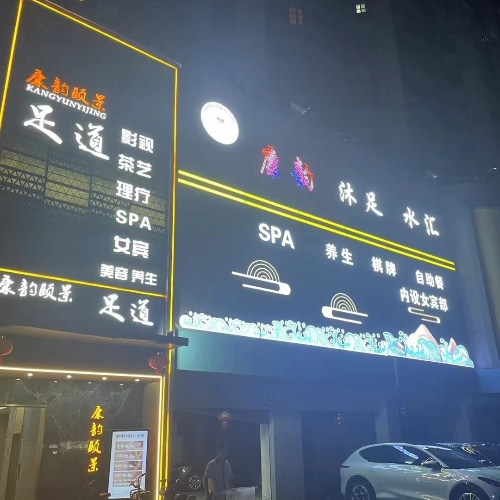 康韵颐景
KANGYUNYIJING
足道
影视
茶艺
理疗
SPA
女宾
美容 养生
康韵颐景 足道
康韵 沐足 水汇
SPA 养生 棋牌 自助餐
内设女宾部
康韵颐景